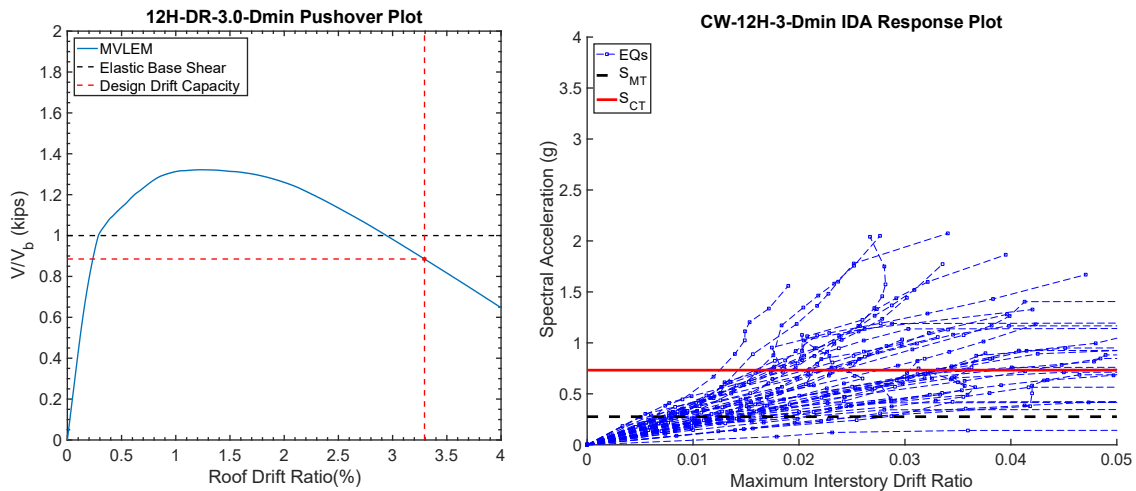 12H-DR-3.0-Dmin Pushover Plot
MVLEM
Elastic Base Shear
Design Drift Capacity
V/V_b (kips)
2
1.8
1.6
1.4
1.2
1
0.8
0.6
0.4
0.2
0
0 0.5 1 1.5 2 2.5 3 3.5 4
Roof Drift Ratio(%)
CW-12H-3-Dmin IDA Response Plot
EQs
S_MT
S_CT
Spectral Acceleration (g)
4
3.5
3
2.5
2
1.5
1
0.5
0
0 0.01 0.02 0.03 0.04 0.05
Maximum Interstory Drift Ratio